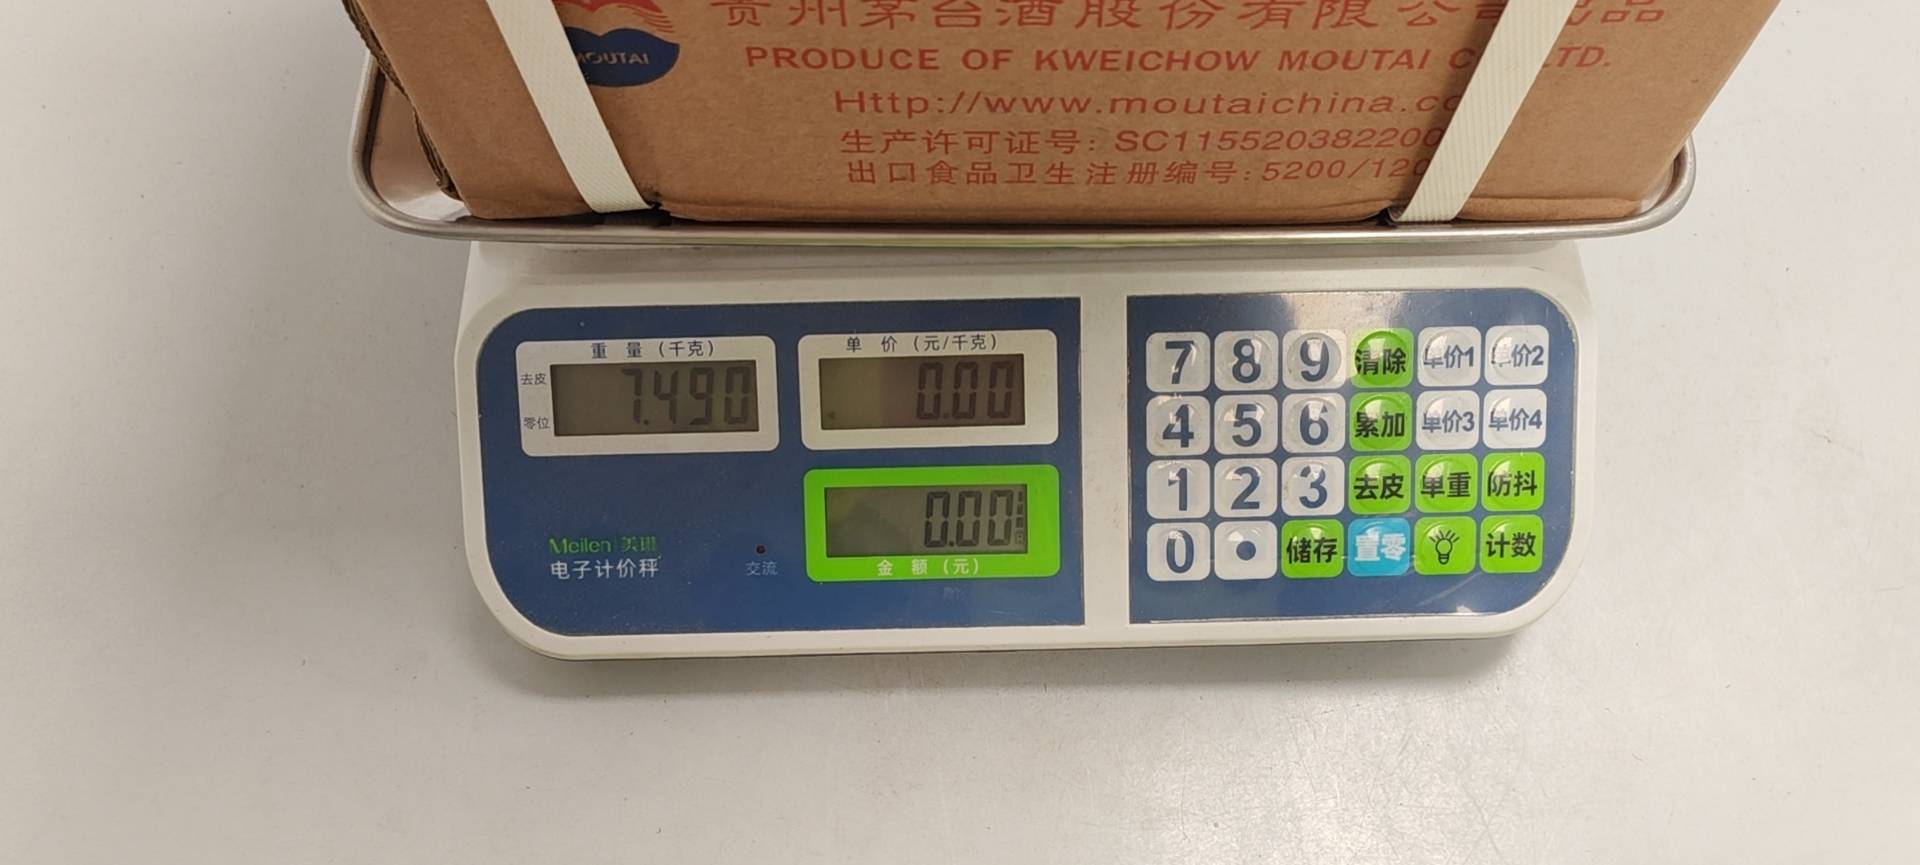 贵州茅台酒股份有限公司
PRODUCE OF KWEICHOW MOUTAI
LTD.
MOUTAI
Http://www.moutaichina.co
生产许可证号: SC11552038220
出口食品卫生注册编号: 5200/120
重 量 (千克)
去皮
零位
7.490
单 价 (元/千克)
0.00
0.00
金 额 (元)
Meilen 美琳
电子计价秤
交流
7 8 9 清除 单价1 单价2
4 5 6 累加 单价3 单价4
1 2 3 去皮 单重 防抖
0 • 储存 置零 计数